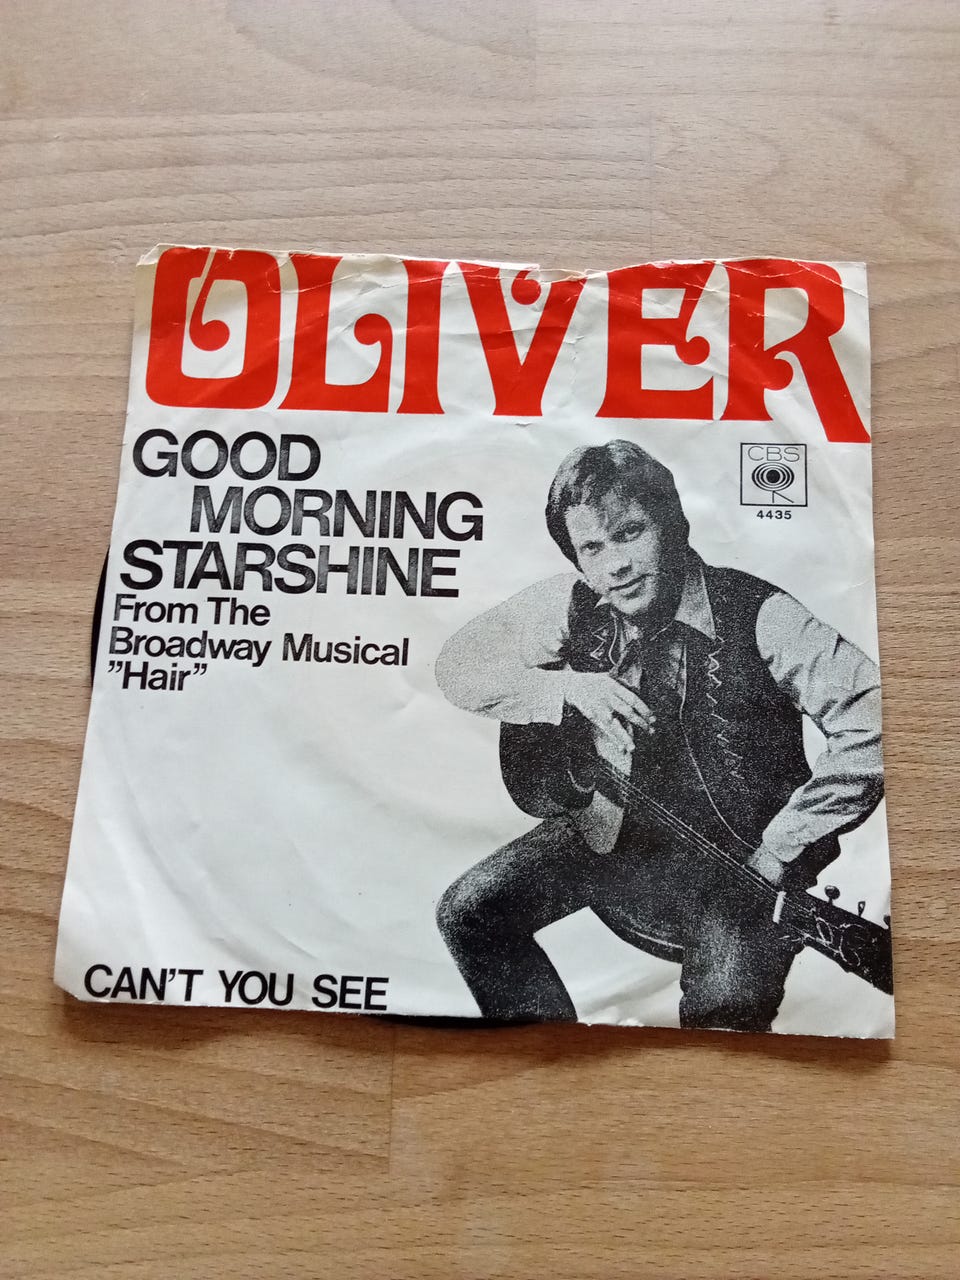 OLIVER
GOOD
MORNING
STARSHINE
From The
Broadway Musical
"Hair"
CBS
4435
CAN'T YOU SEE